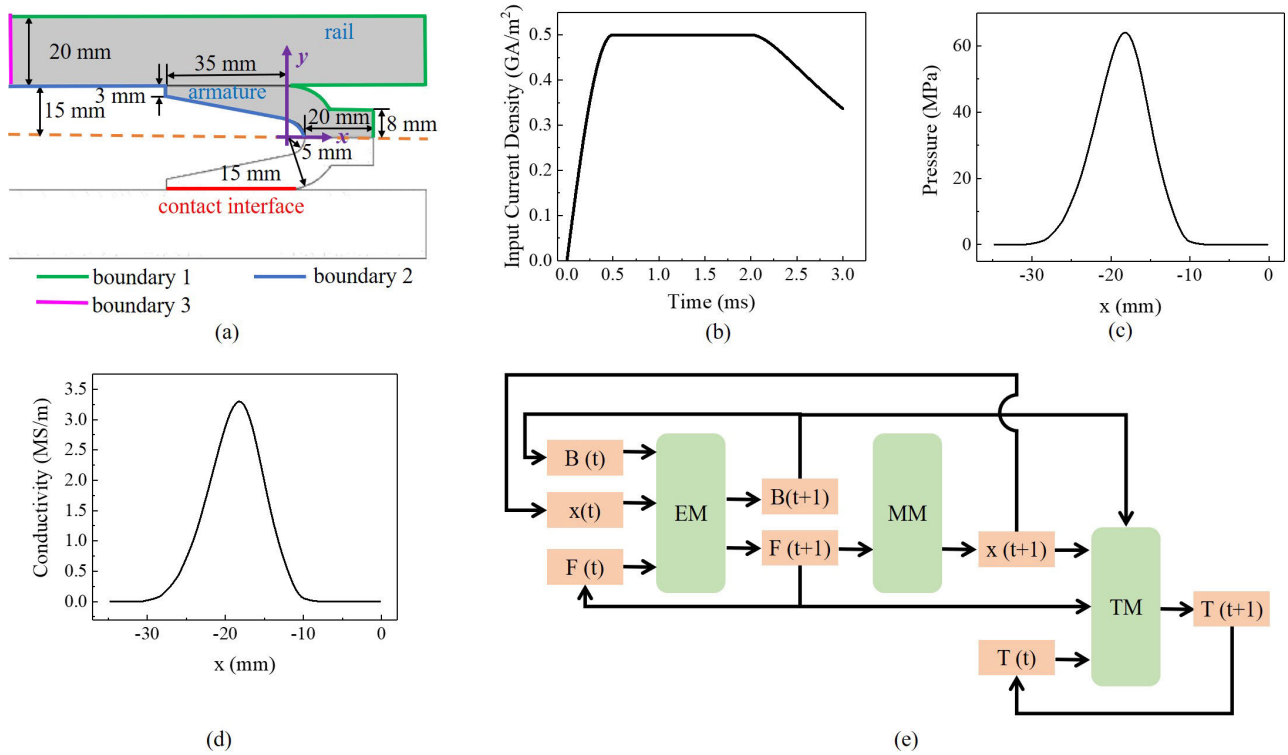 rail
y
20 mm
35 mm
3 mm
armature
15 mm
20 mm
8 mm
x
5 mm
15 mm
contact interface
boundary 1
boundary 2
boundary 3
(a)
Input Current Density (GA/m²)
0.5
0.4
0.3
0.2
0.1
0.0
0.0 0.5 1.0 1.5 2.0 2.5 3.0
Time (ms)
(b)
Pressure (MPa)
60
40
20
0
-30 -20 -10 0
x (mm)
(c)
Conductivity (MS/m)
3.5
3.0
2.5
2.0
1.5
1.0
0.5
0.0
-30 -20 -10 0
x (mm)
(d)
B (t)
x(t)
F (t)
EM
B(t+1)
F (t+1)
MM
x (t+1)
T (t)
TM
T (t+1)
(e)